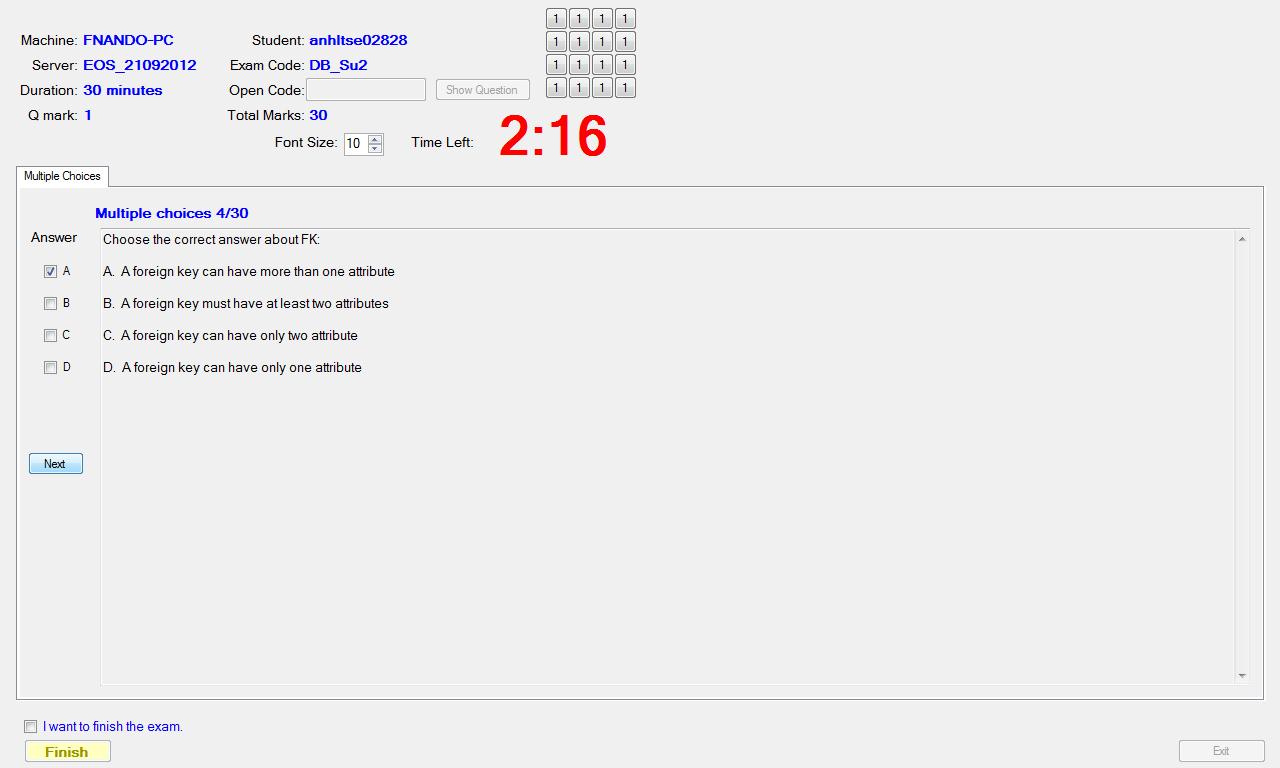 Machine: FNANDO-PC Student: anhltse02828
Server: EOS_21092012 Exam Code: DB_Su2
Duration: 30 minutes Open Code: Show Question
Q mark: 1 Total Marks: 30
1 1 1 1
1 1 1 1
1 1 1 1
1 1 1 1
Font Size: 10 Time Left: 2:16
Multiple Choices
Multiple choices 4/30
Answer
Choose the correct answer about FK:
A A. A foreign key can have more than one attribute
B B. A foreign key must have at least two attributes
C C. A foreign key can have only two attribute
D D. A foreign key can have only one attribute
Next
I want to finish the exam.
Finish Exit